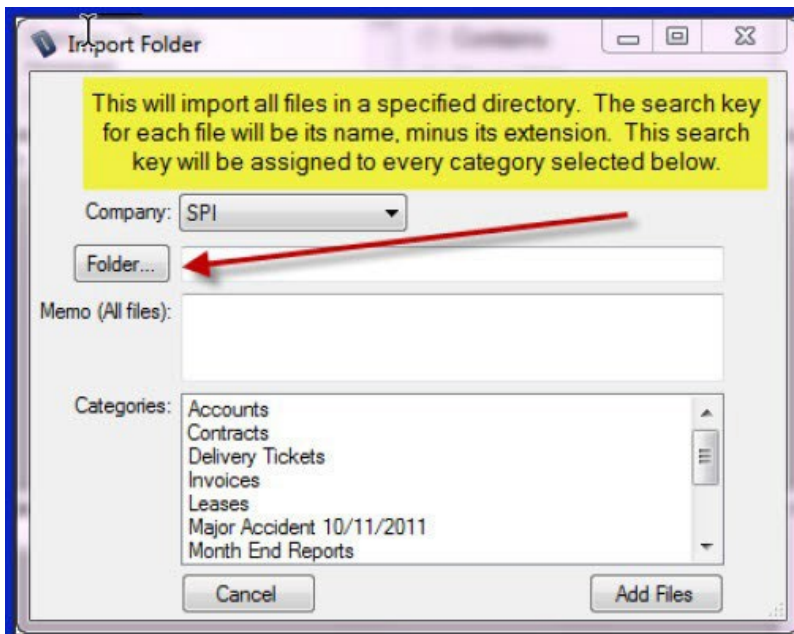 Import Folder
Contains
This will import all files in a specified directory. The search key
for each file will be its name, minus its extension. This search
key will be assigned to every category selected below.
Company: SPI
Folder...
Memo (All files):
Categories: Accounts
Contracts
Delivery Tickets
Invoices
Leases
Major Accident 10/11/2011
Month End Reports
Cancel Add Files